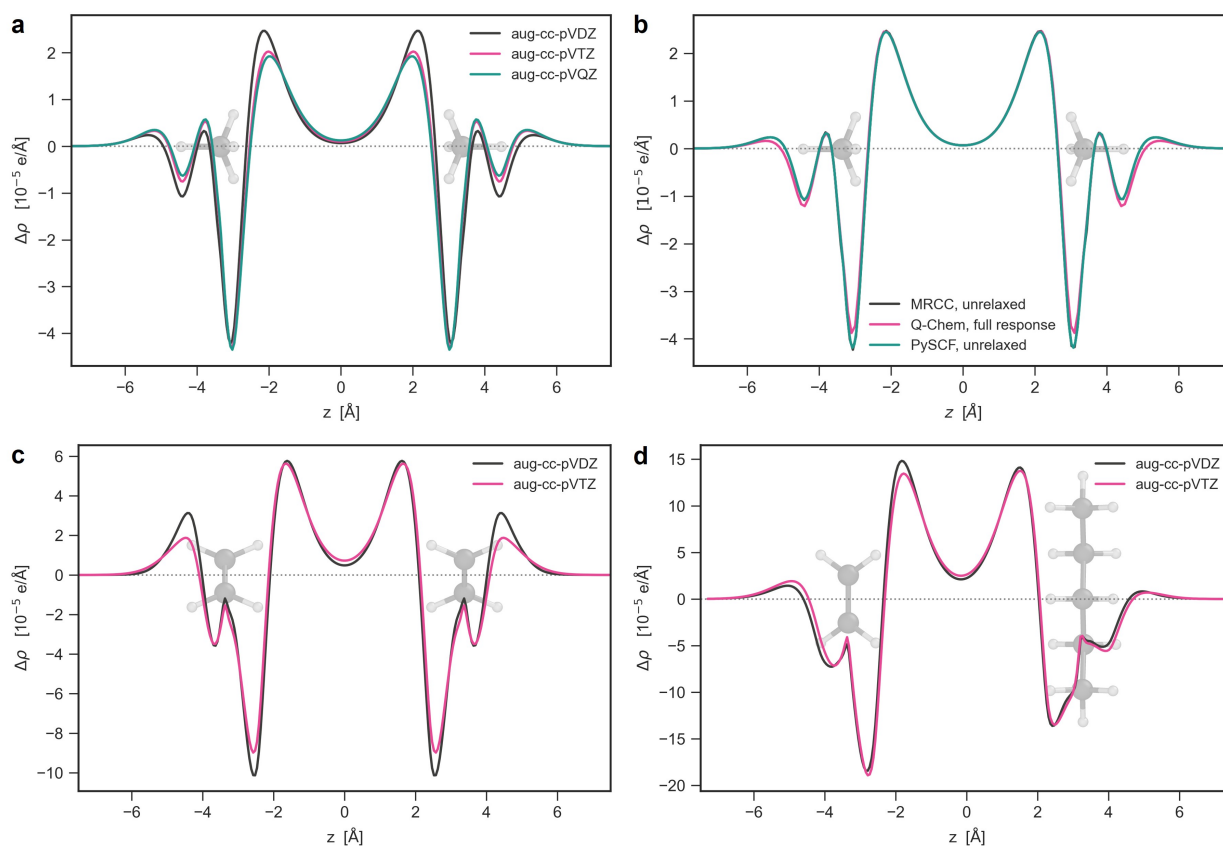 a
aug-cc-pVDZ
aug-cc-pVTZ
aug-cc-pVQZ
2
1
0
−1
−2
−3
−4
Δρ [10⁻⁵ e/Å]
−6 −4 −2 0 2 4 6
z [Å]
b
2
1
0
−1
−2
−3
−4
Δρ [10⁻⁵ e/Å]
MRCC, unrelaxed
Q-Chem, full response
PySCF, unrelaxed
−6 −4 −2 0 2 4 6
z [Å]
c
aug-cc-pVDZ
aug-cc-pVTZ
6
4
2
0
−2
−4
−6
−8
−10
Δρ [10⁻⁵ e/Å]
−6 −4 −2 0 2 4 6
z [Å]
d
aug-cc-pVDZ
aug-cc-pVTZ
15
10
5
0
−5
−10
−15
−20
Δρ [10⁻⁵ e/Å]
−6 −4 −2 0 2 4 6
z [Å]